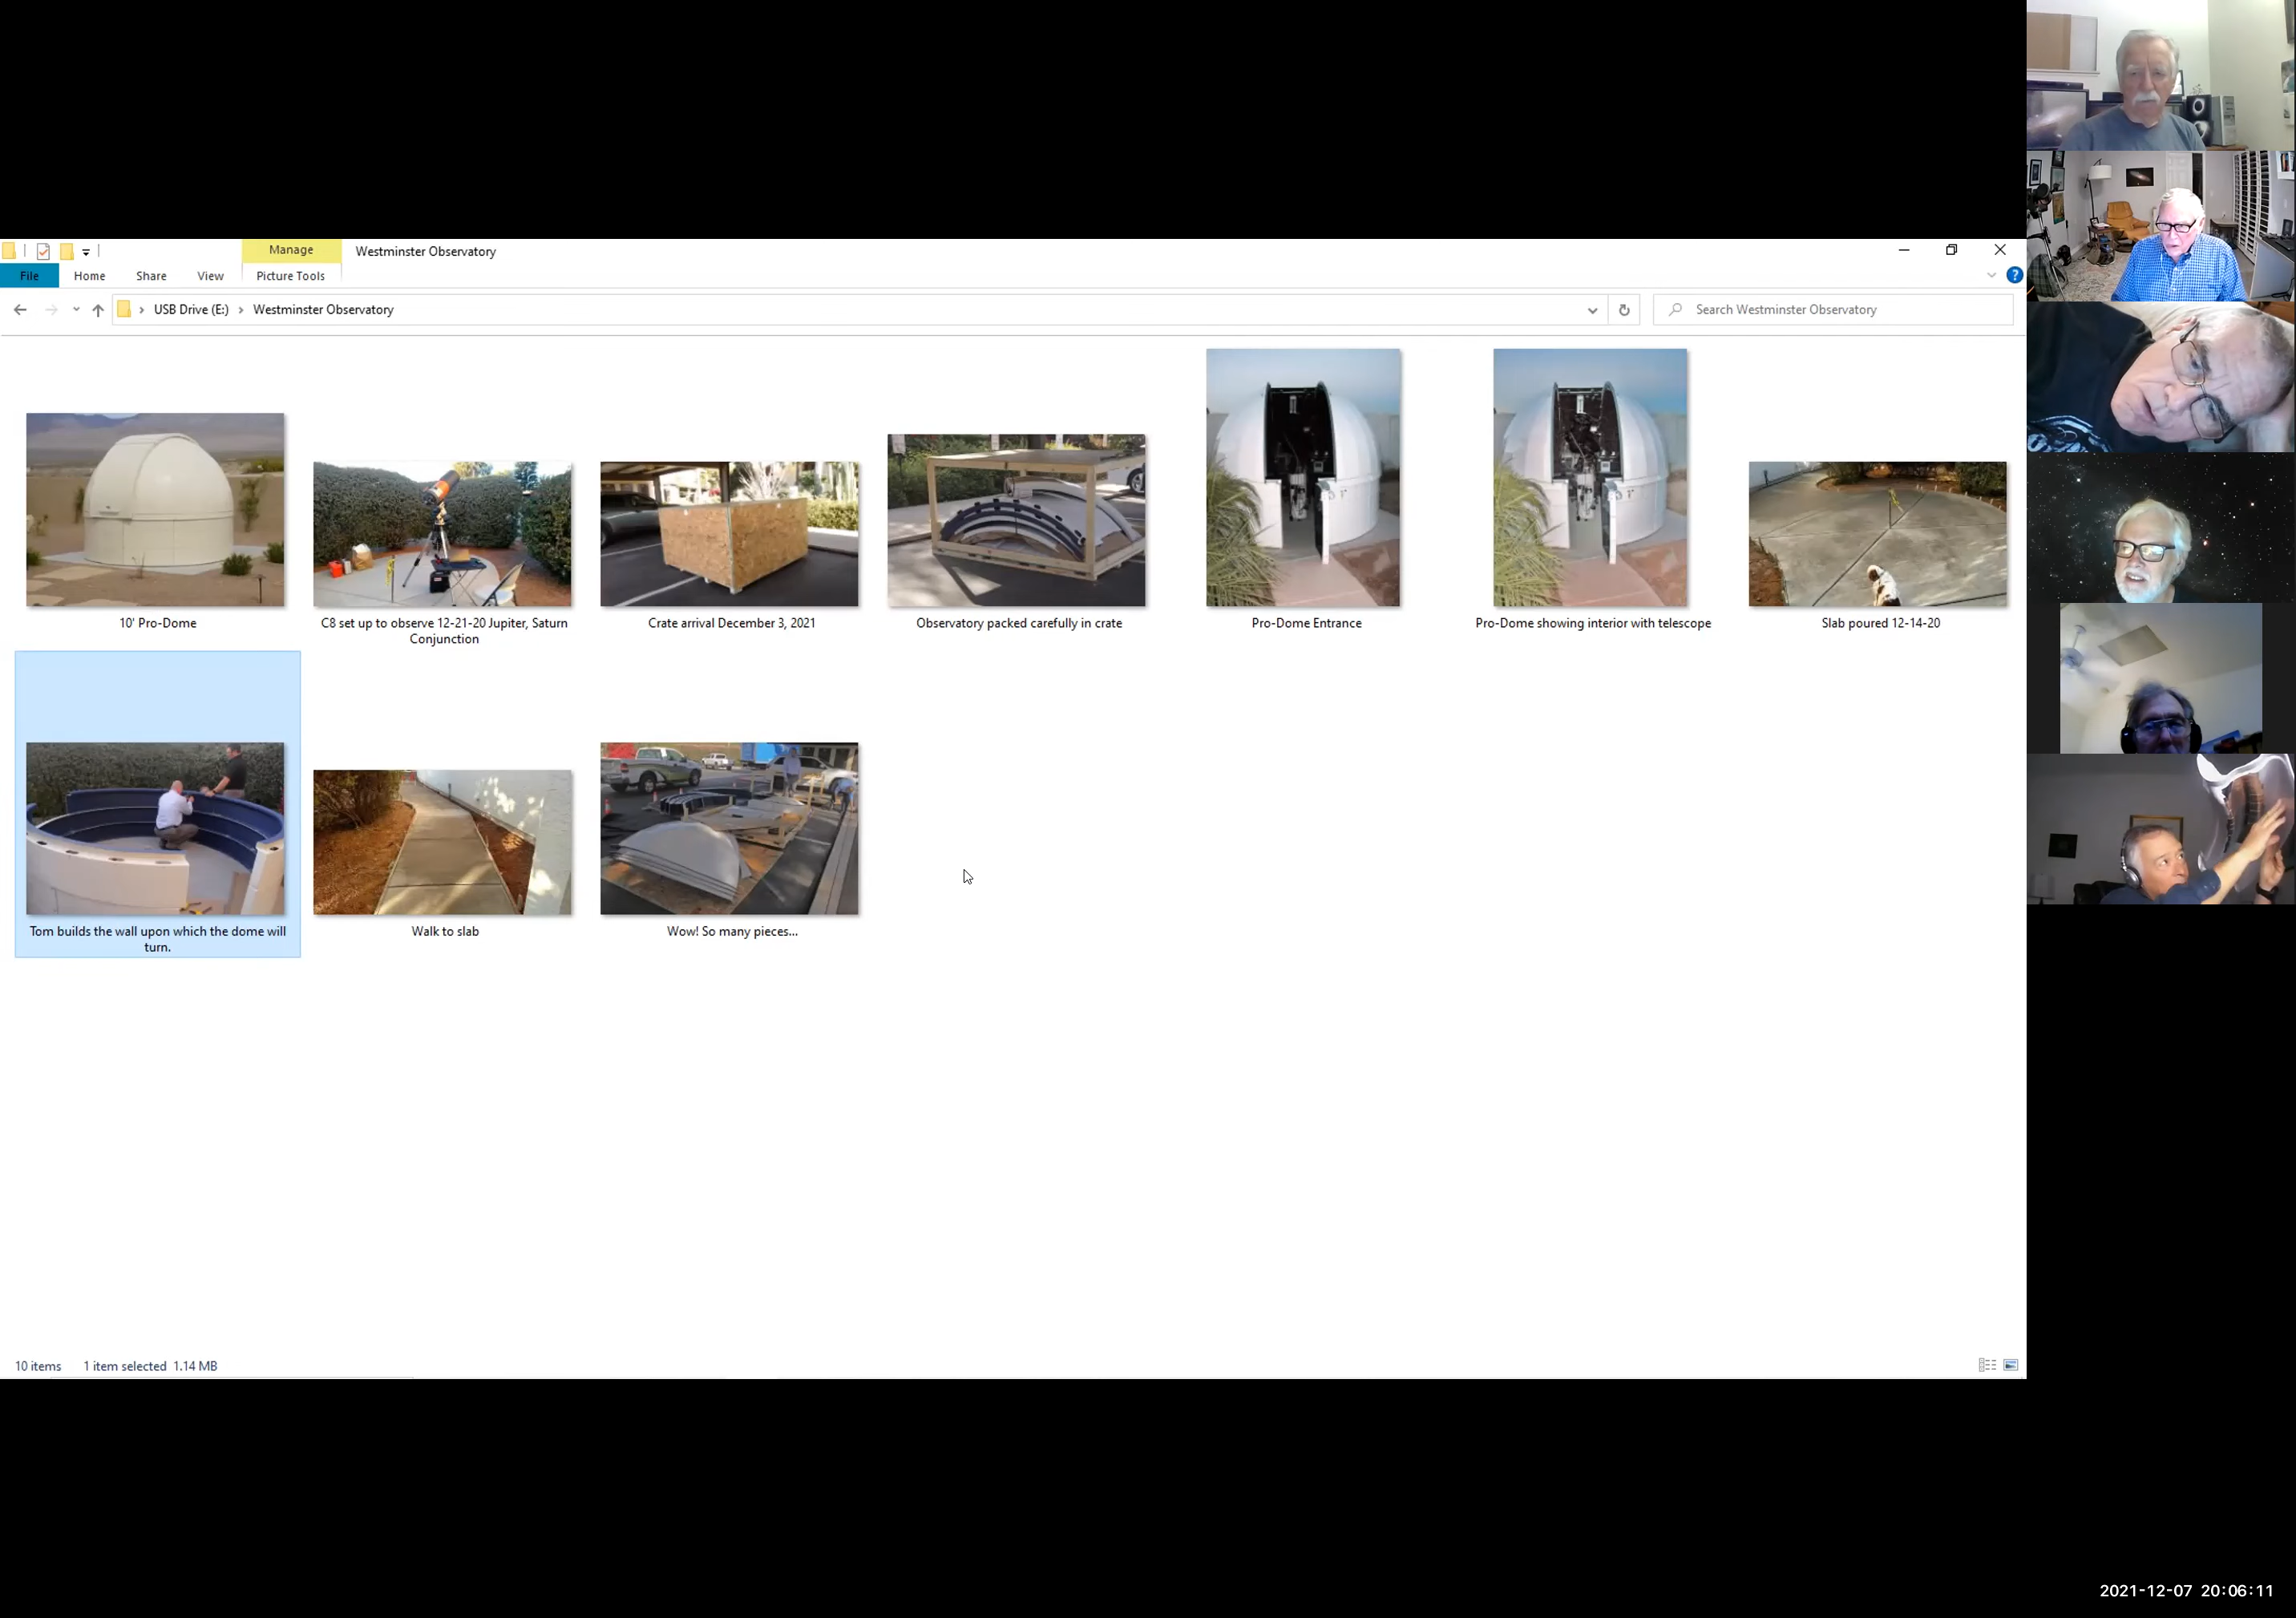 Manage
Westminster Observatory
File
Home
Share
View
Picture Tools
?
USB Drive (E:)
Westminster Observatory
Search Westminster Observatory
10' Pro-Dome
C8 set up to observe 12-21-20 Jupiter, Saturn
Conjunction
Crate arrival December 3, 2021
Observatory packed carefully in crate
Pro-Dome Entrance
Pro-Dome showing interior with telescope
Slab poured 12-14-20
Tom builds the wall upon which the dome will
turn.
Walk to slab
Wow! So many pieces...
10 items
1 item selected 1.14 MB
2021-12-07 20:06:11